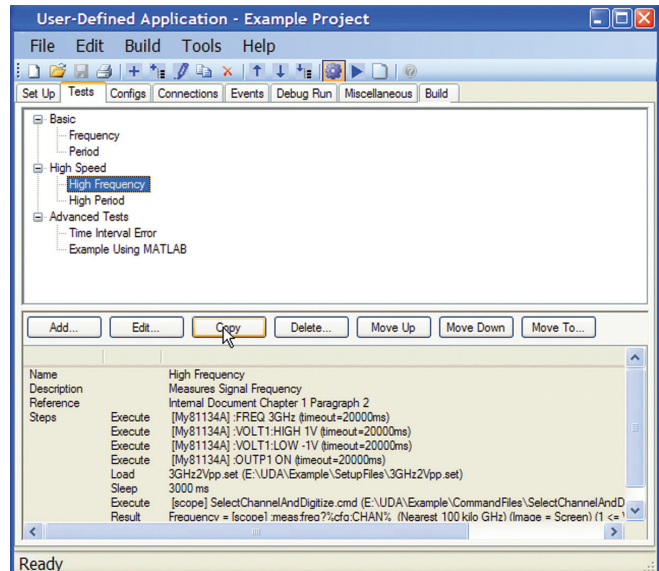 User-Defined Application - Example Project
File Edit Build Tools Help
Set Up Tests Configs Connections Events Debug Run Miscellaneous Build
Basic
Frequency
Period
High Speed
High Frequency
High Period
Advanced Tests
Time Interval Error
Example Using MATLAB
Add... Edit... Copy Delete... Move Up Move Down Move To...
Name High Frequency
Description Measures Signal Frequency
Reference Internal Document Chapter 1 Paragraph 2
Steps Execute [My81134A] :FREQ 3GHz (timeout=20000ms)
Execute [My81134A] :VOLT1:HIGH 1V (timeout=20000ms)
Execute [My81134A] :VOLT1:LOW -1V (timeout=20000ms)
Execute [My81134A] :OUTP1 ON (timeout=20000ms)
Load 3GHz2Vpp.set (E:\UDA\Example\SetupFiles\3GHz2Vpp.set)
Sleep 3000 ms
Execute [scope] SelectChannelAndDigitize.cmd (E:\UDA\Example\CommandFiles\SelectChannelAndD
Result Frequency = [scope] :meas:freq?%cfg:CHAN% (Nearest 100 kilo GHz) (Image = Screen) (1 <=
Ready